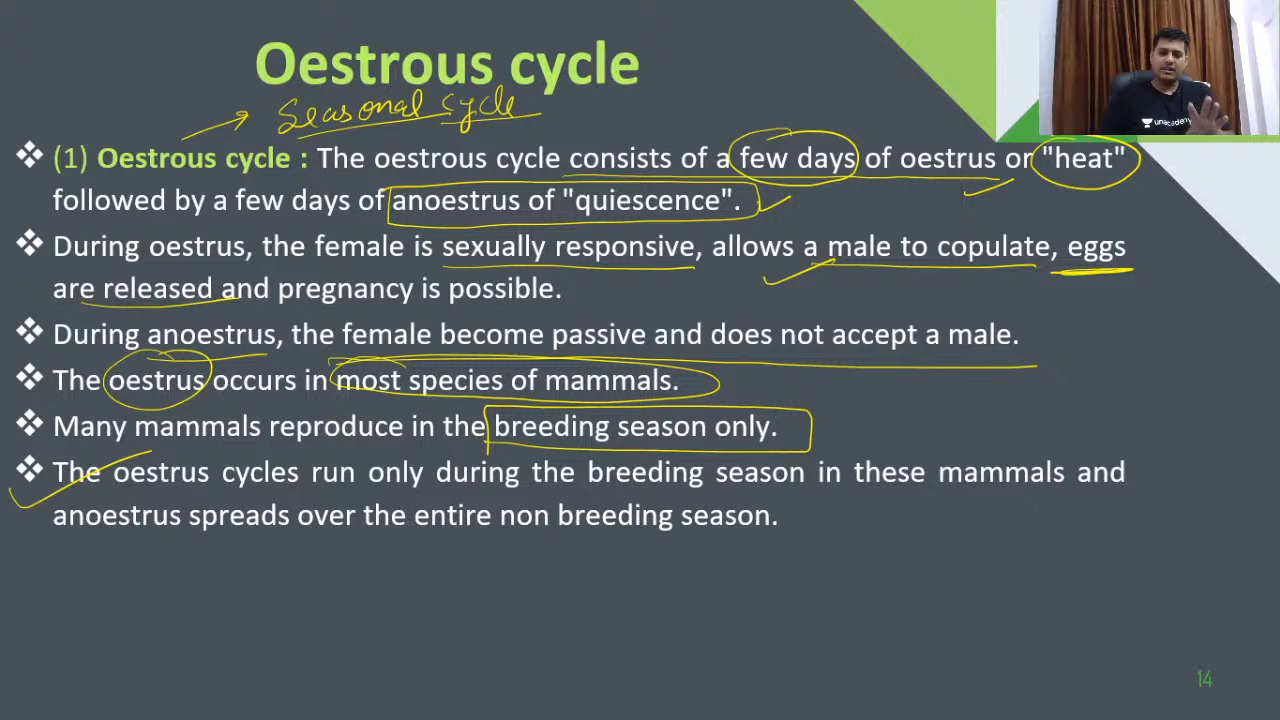 Oestrous cycle
Seasonal cycle
unacademy
❖ (1) Oestrous cycle : The oestrous cycle consists of a few days of oestrus or "heat"
followed by a few days of anoestrus of "quiescence".
❖ During oestrus, the female is sexually responsive, allows a male to copulate, eggs
are released and pregnancy is possible.
❖ During anoestrus, the female become passive and does not accept a male.
❖ The oestrus occurs in most species of mammals.
❖ Many mammals reproduce in the breeding season only.
❖ The oestrus cycles run only during the breeding season in these mammals and
anoestrus spreads over the entire non breeding season.
14